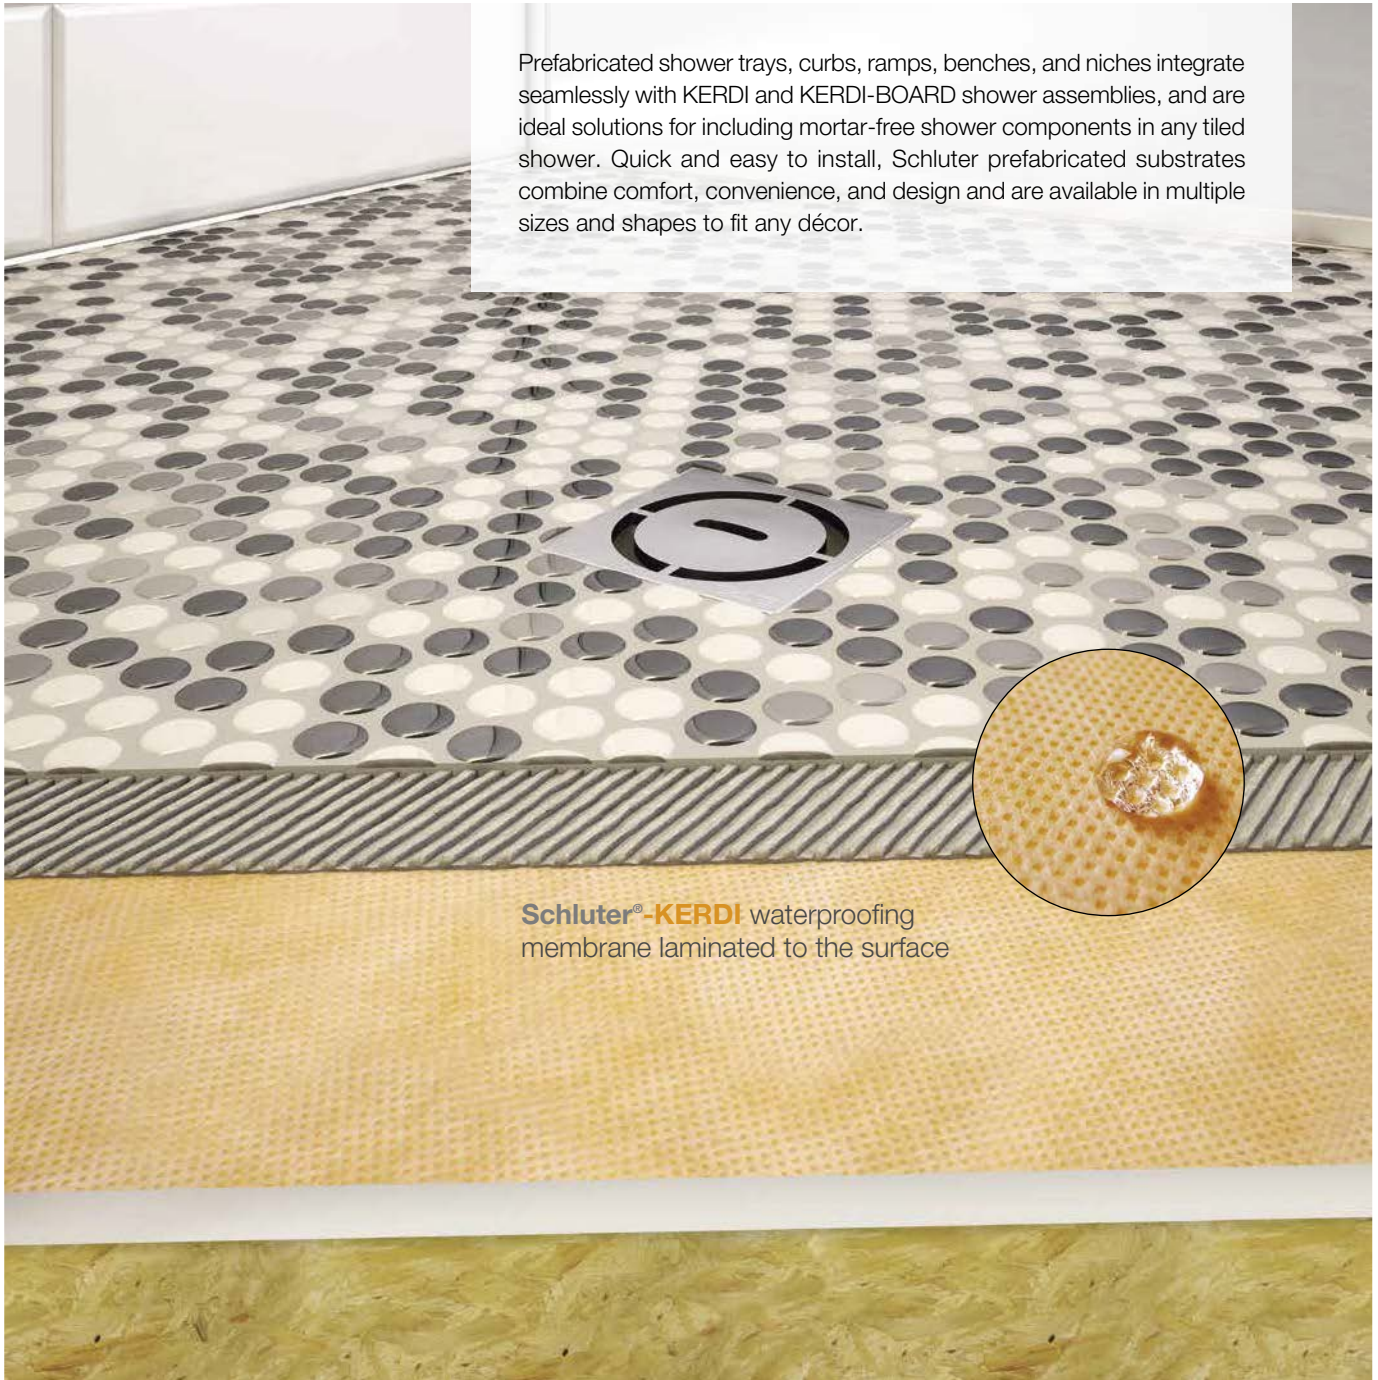 Prefabricated shower trays, curbs, ramps, benches, and niches integrate
seamlessly with KERDI and KERDI-BOARD shower assemblies, and are
ideal solutions for including mortar-free shower components in any tiled
shower. Quick and easy to install, Schluter prefabricated substrates
combine comfort, convenience, and design and are available in multiple
sizes and shapes to fit any décor.
Schluter®-KERDI waterproofing
membrane laminated to the surface